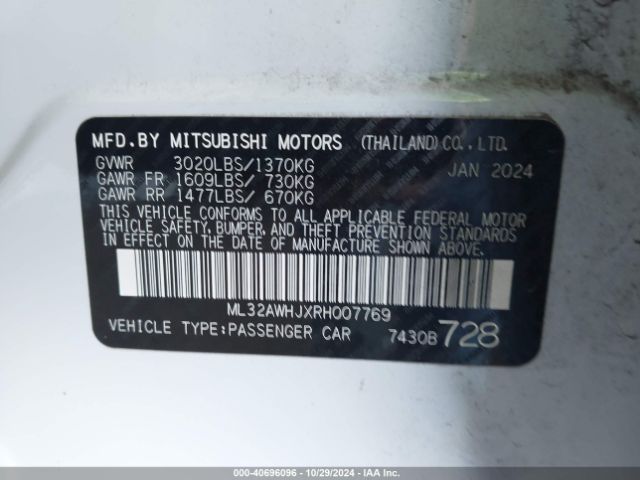 MFD.BY MITSUBISHI MOTORS (THAILAND)CO.,LTD.
GVWR 3020LBS/1370KG JAN 2024
GAWR FR 1609LBS/ 730KG
GAWR RR 1477LBS/ 670KG
THIS VEHICLE CONFORMS TO ALL APPLICABLE FEDERAL MOTOR
VEHICLE SAFETY, BUMPER, AND THEFT PREVENTION STANDARDS
IN EFFECT ON THE DATE OF MANUFACTURE SHOWN ABOVE.
ML32AWHJXRH007769
VEHICLE TYPE:PASSENGER CAR 7430B 728
000-40696096 | 10/29/2024 | IAAI.COM